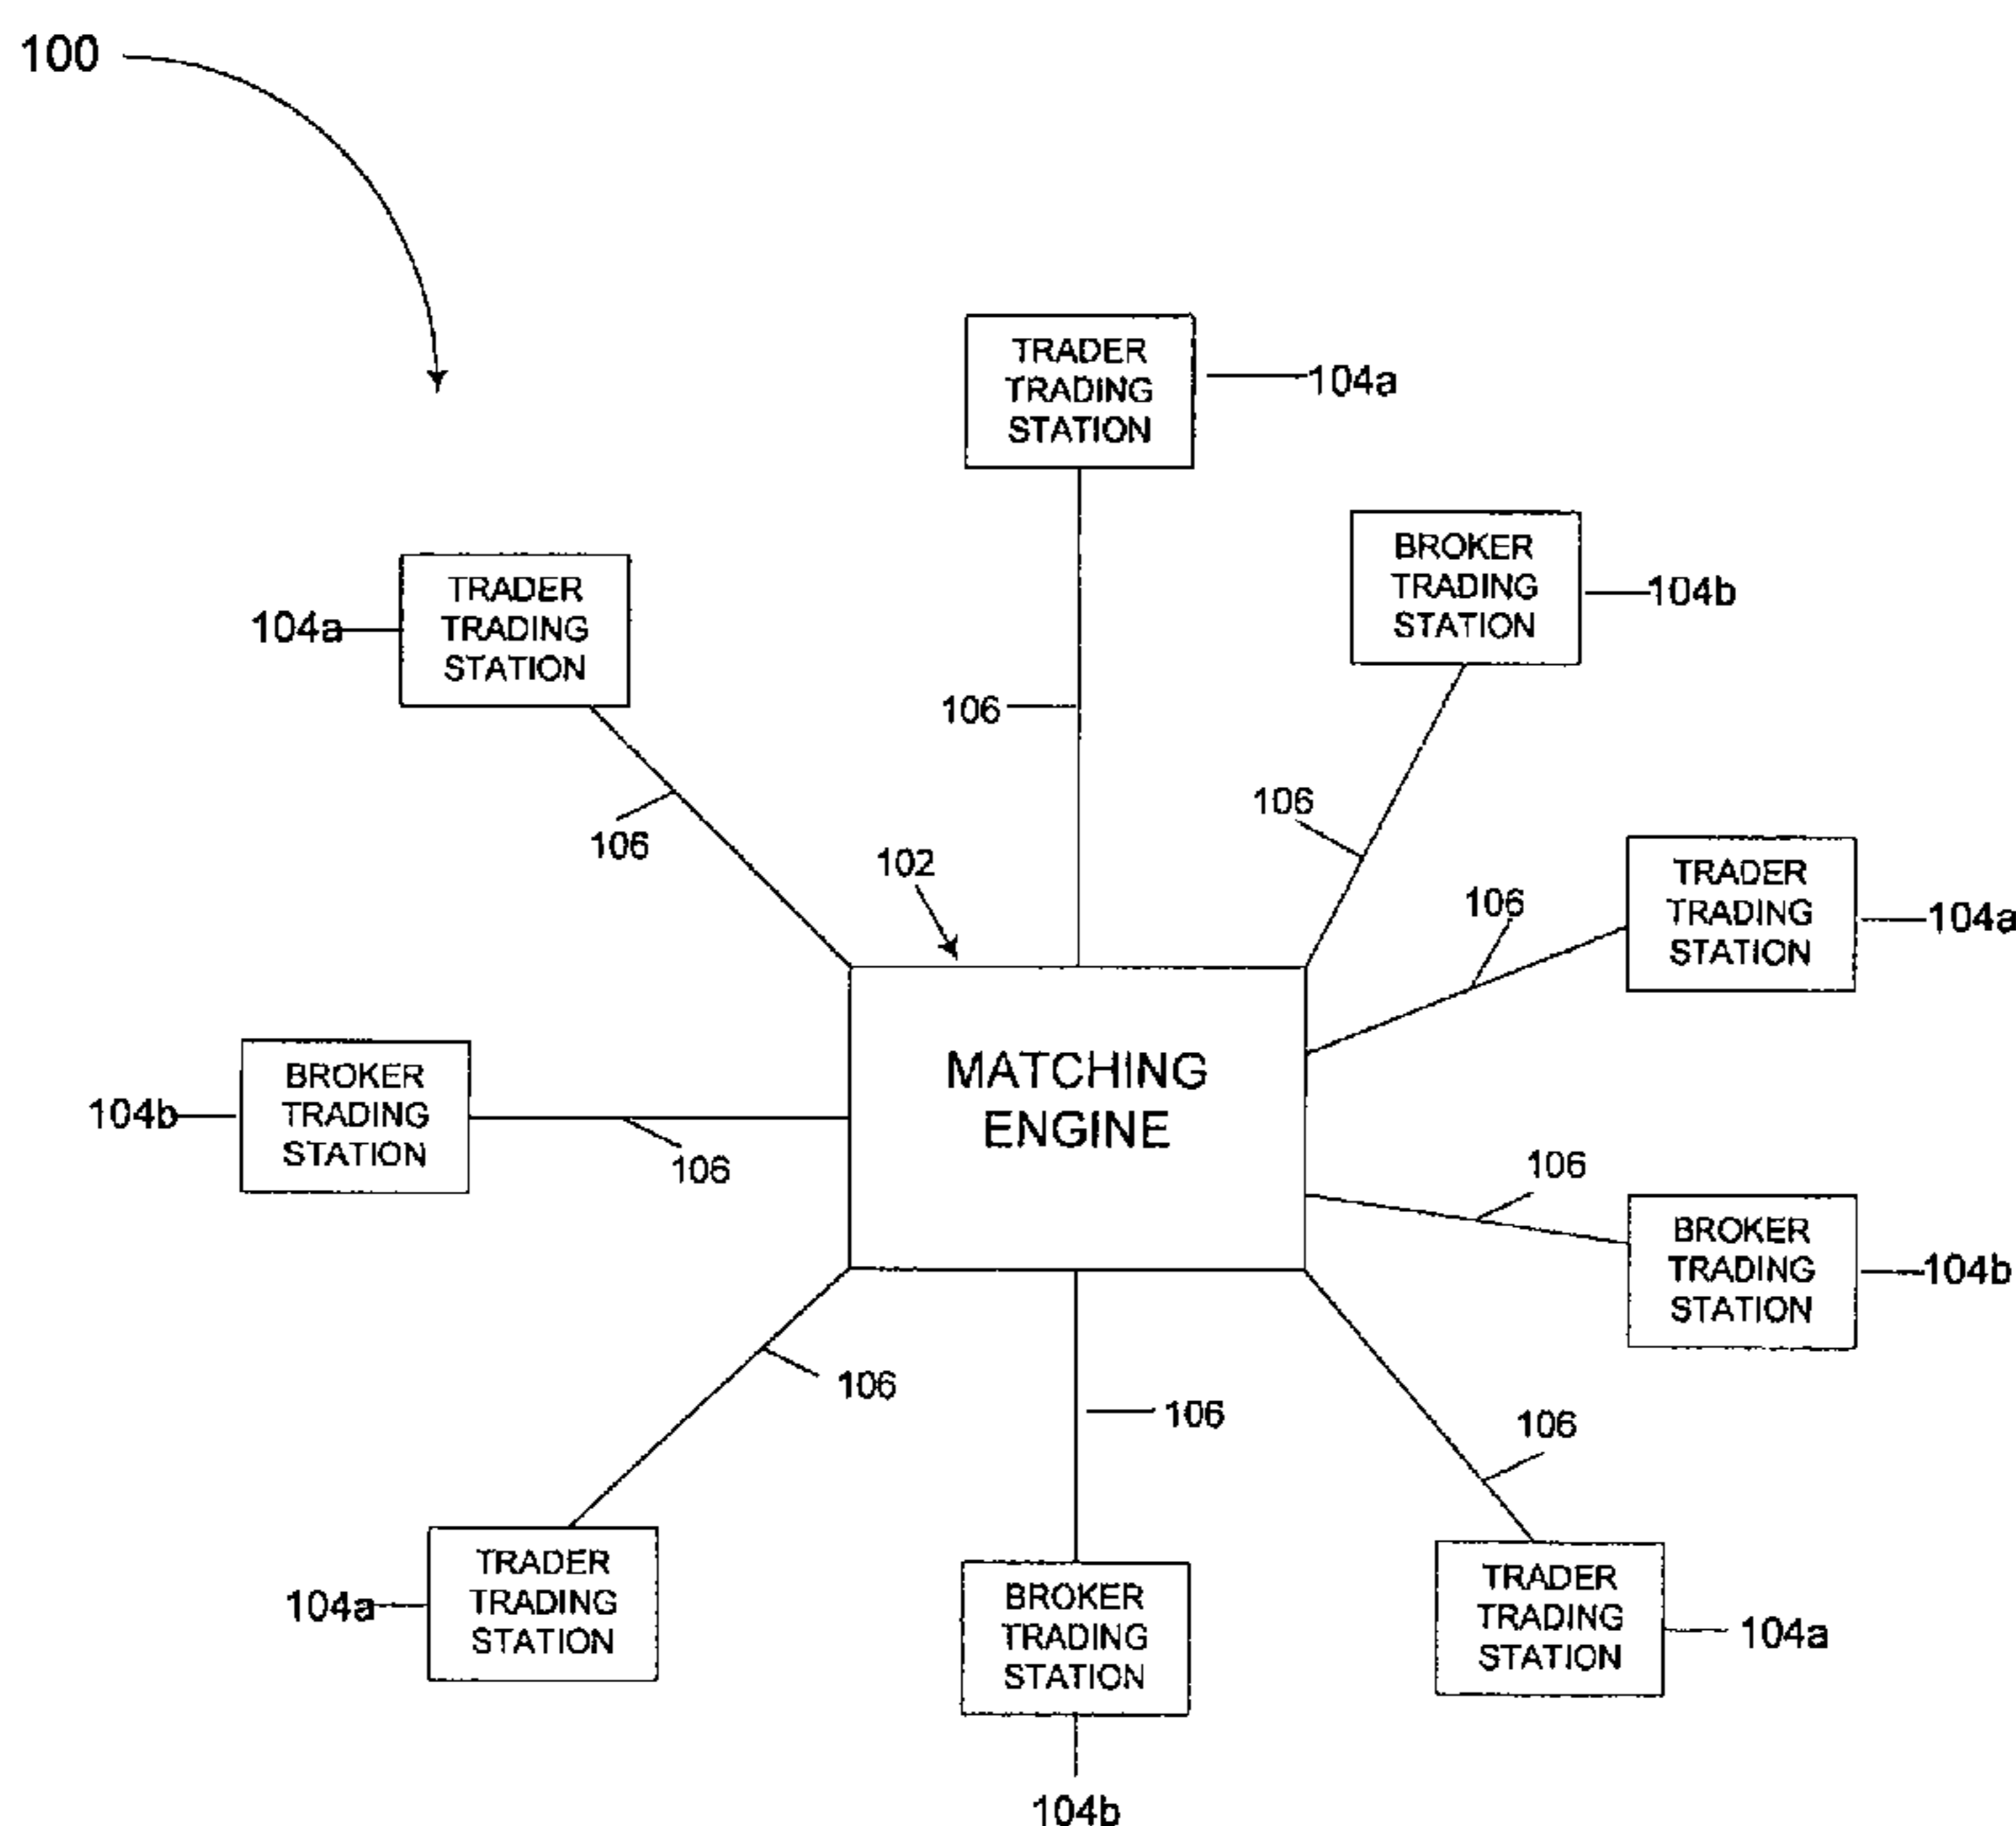 100
TRADER
TRADING
STATION
104a
BROKER
TRADING
STATION
104b
TRADER
TRADING
STATION
104a
106
106
106
102
TRADER
TRADING
STATION
104a
106
MATCHING
ENGINE
BROKER
TRADING
STATION
104b
106
106
BROKER
TRADING
STATION
104b
106
106
106
TRADER
TRADING
STATION
104a
BROKER
TRADING
STATION
104b
TRADER
TRADING
STATION
104a